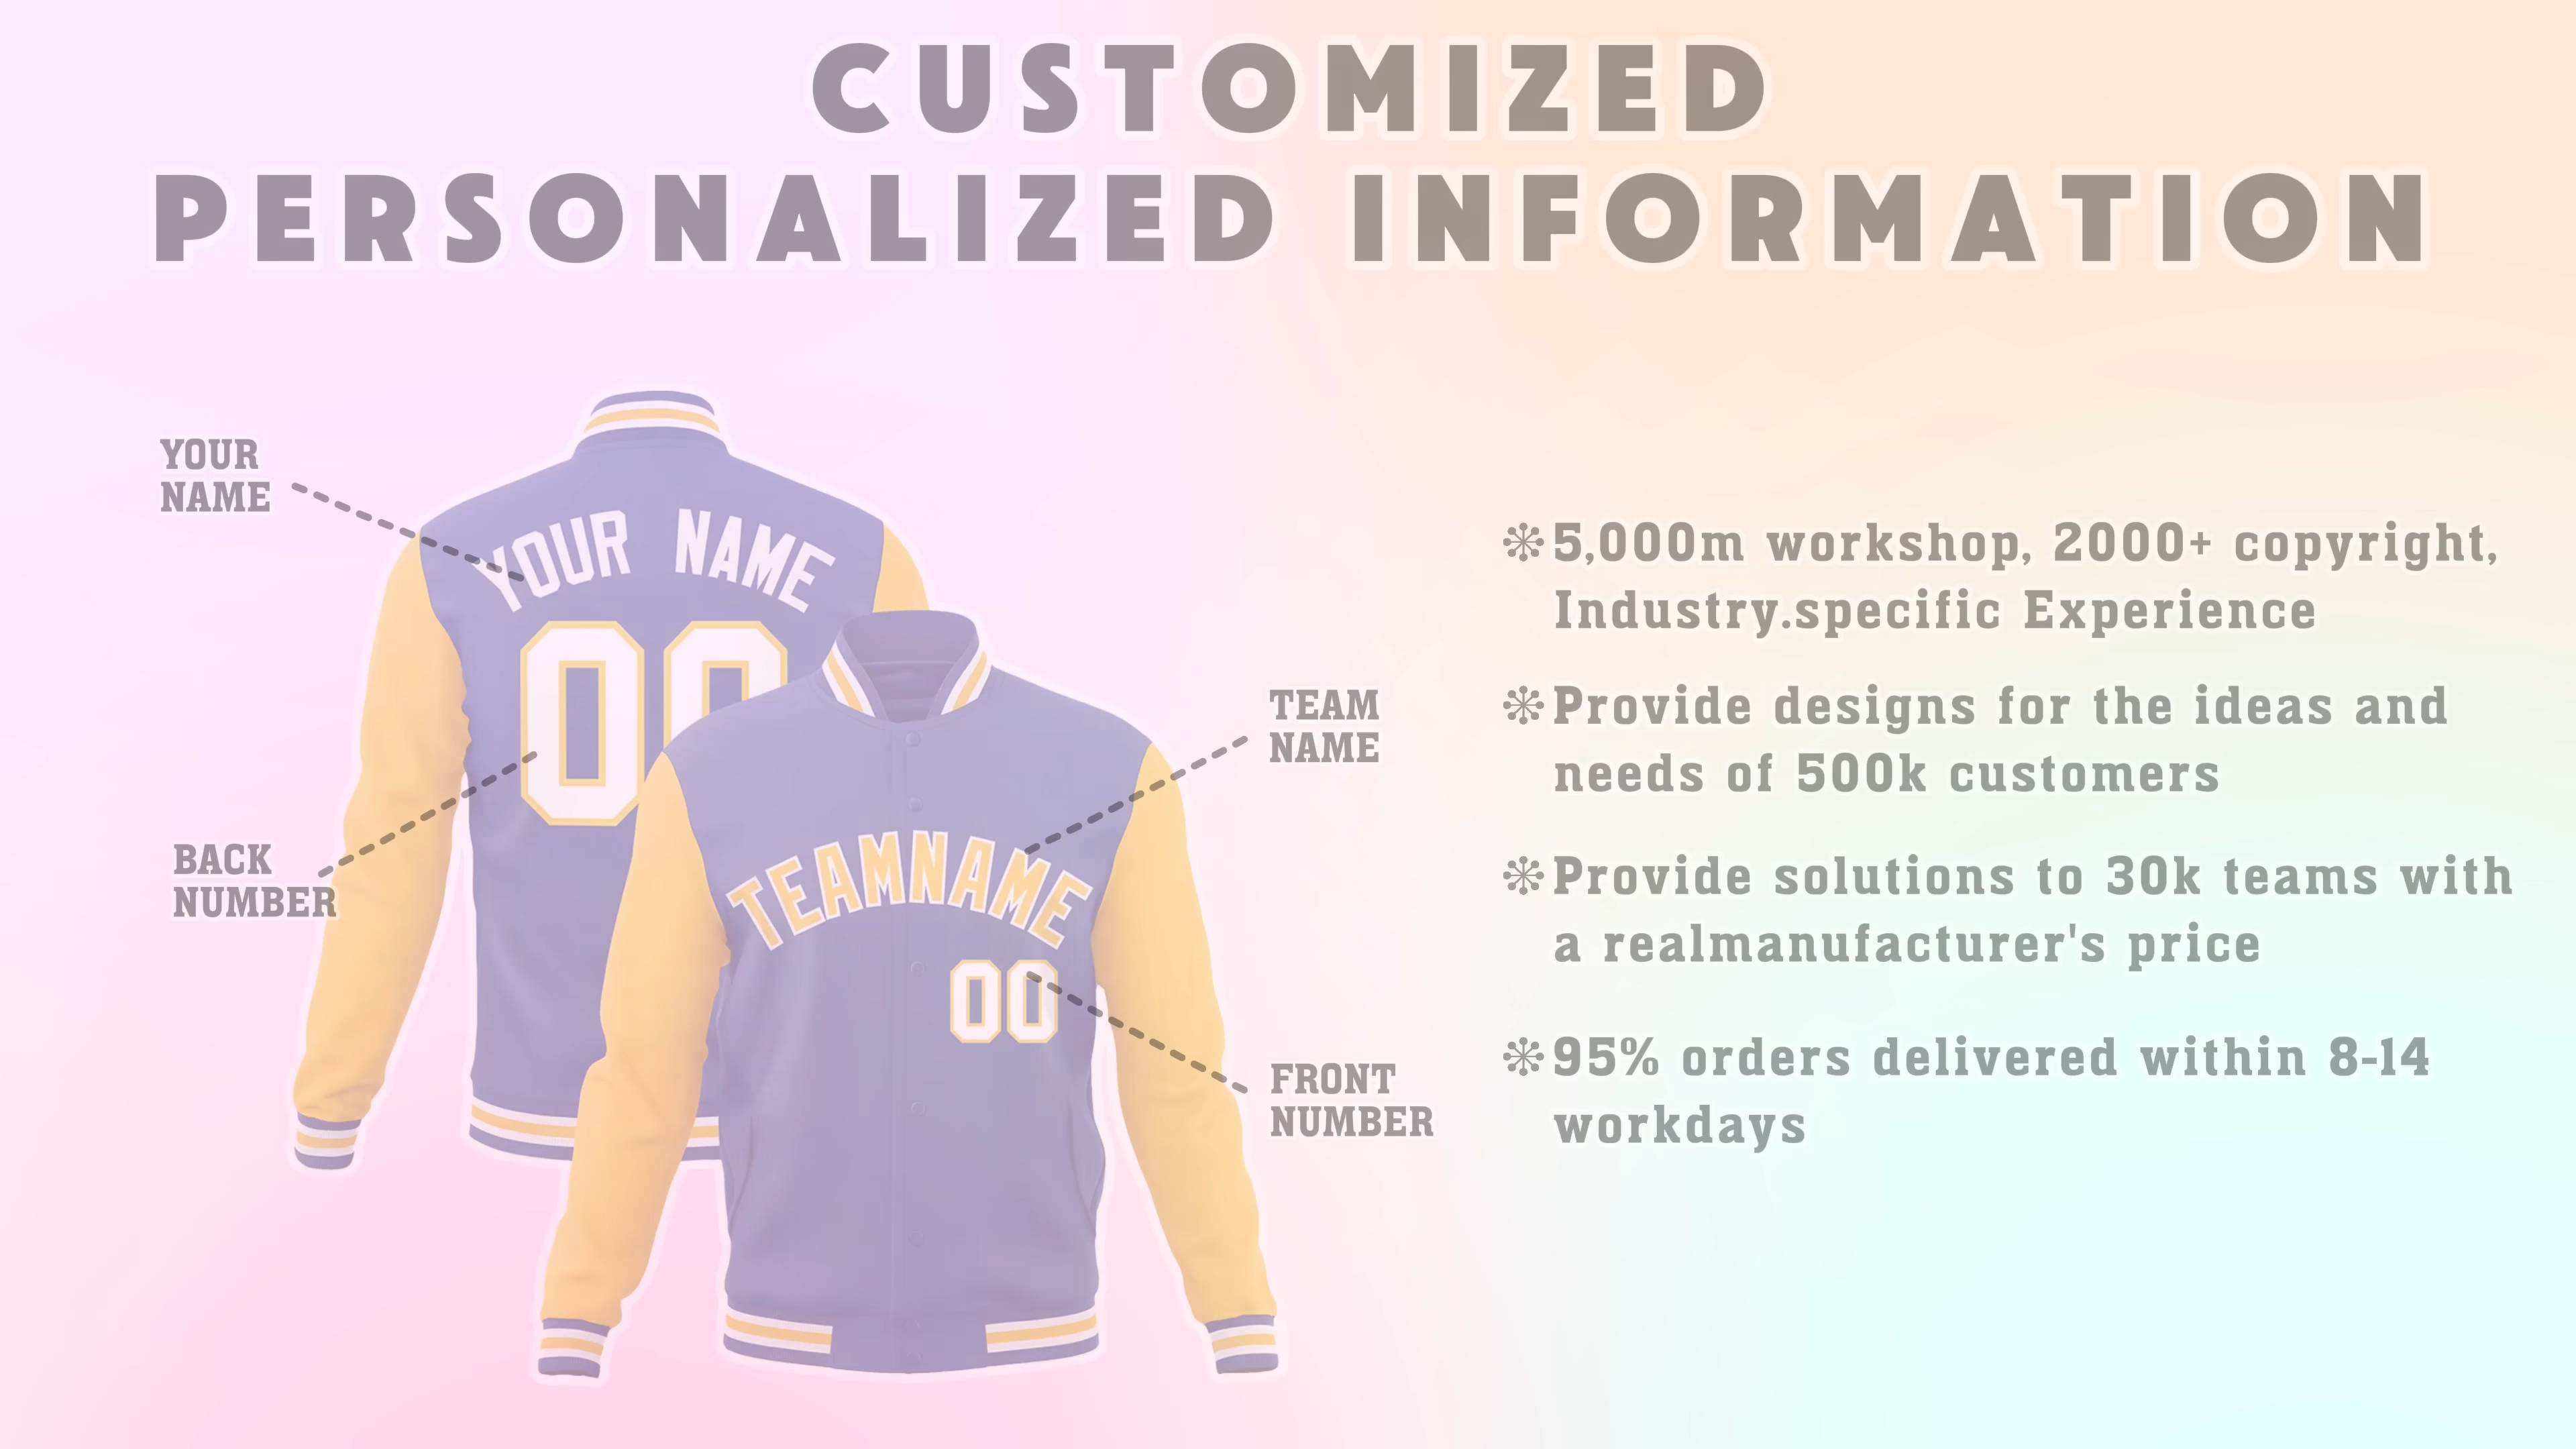 CUSTOMIZED
PERSONALIZED INFORMATION
YOUR
NAME
YOUR NAME
00
BACK
NUMBER
TEAM
NAME
TEAMNAME
00
FRONT
NUMBER
5,000m workshop, 2000+ copyright,
Industry.specific Experience
Provide designs for the ideas and
needs of 500k customers
Provide solutions to 30k teams with
a realmanufacturer's price
95% orders delivered within 8-14
workdays